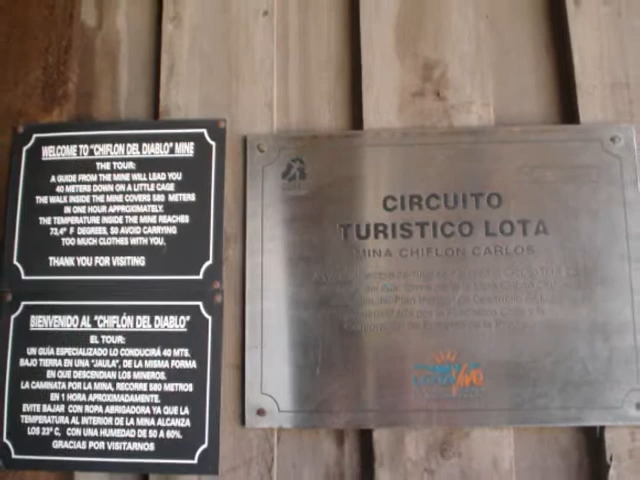 WELCOME TO "CHIFLON DEL DIABLO" MINE
THE TOUR:
A GUIDE FROM THE MINE WILL LEAD YOU
40 METERS DOWN ON A LITTLE CAGE
THE WALK INSIDE THE MINE COVERS 580 METERS
IN ONE HOUR APPROXIMATELY.
THE TEMPERATURE INSIDE THE MINE REACHES
73,4° F DEGREES, SO AVOID CARRYING
TOO MUCH CLOTHES WITH YOU.
THANK YOU FOR VISITING
BIENVENIDO AL "CHIFLÓN DEL DIABLO"
EL TOUR:
UN GUÍA ESPECIALIZADO LO CONDUCIRÁ 40 MTS.
BAJO TIERRA EN UNA "JAULA", DE LA MISMA FORMA
EN QUE DESCENDIAN LOS MINEROS.
LA CAMINATA POR LA MINA, RECORRE 580 METROS
EN 1 HORA APROXIMADAMENTE.
EVITE BAJAR CON ROPA ABRIGADORA YA QUE LA
TEMPERATURA AL INTERIOR DE LA MINA ALCANZA
LOS 23° C, CON UNA HUMEDAD DE 50 A 60%.
GRACIAS POR VISITARNOS
CIRCUITO
TURISTICO LOTA
MINA CHIFLON CARLOS